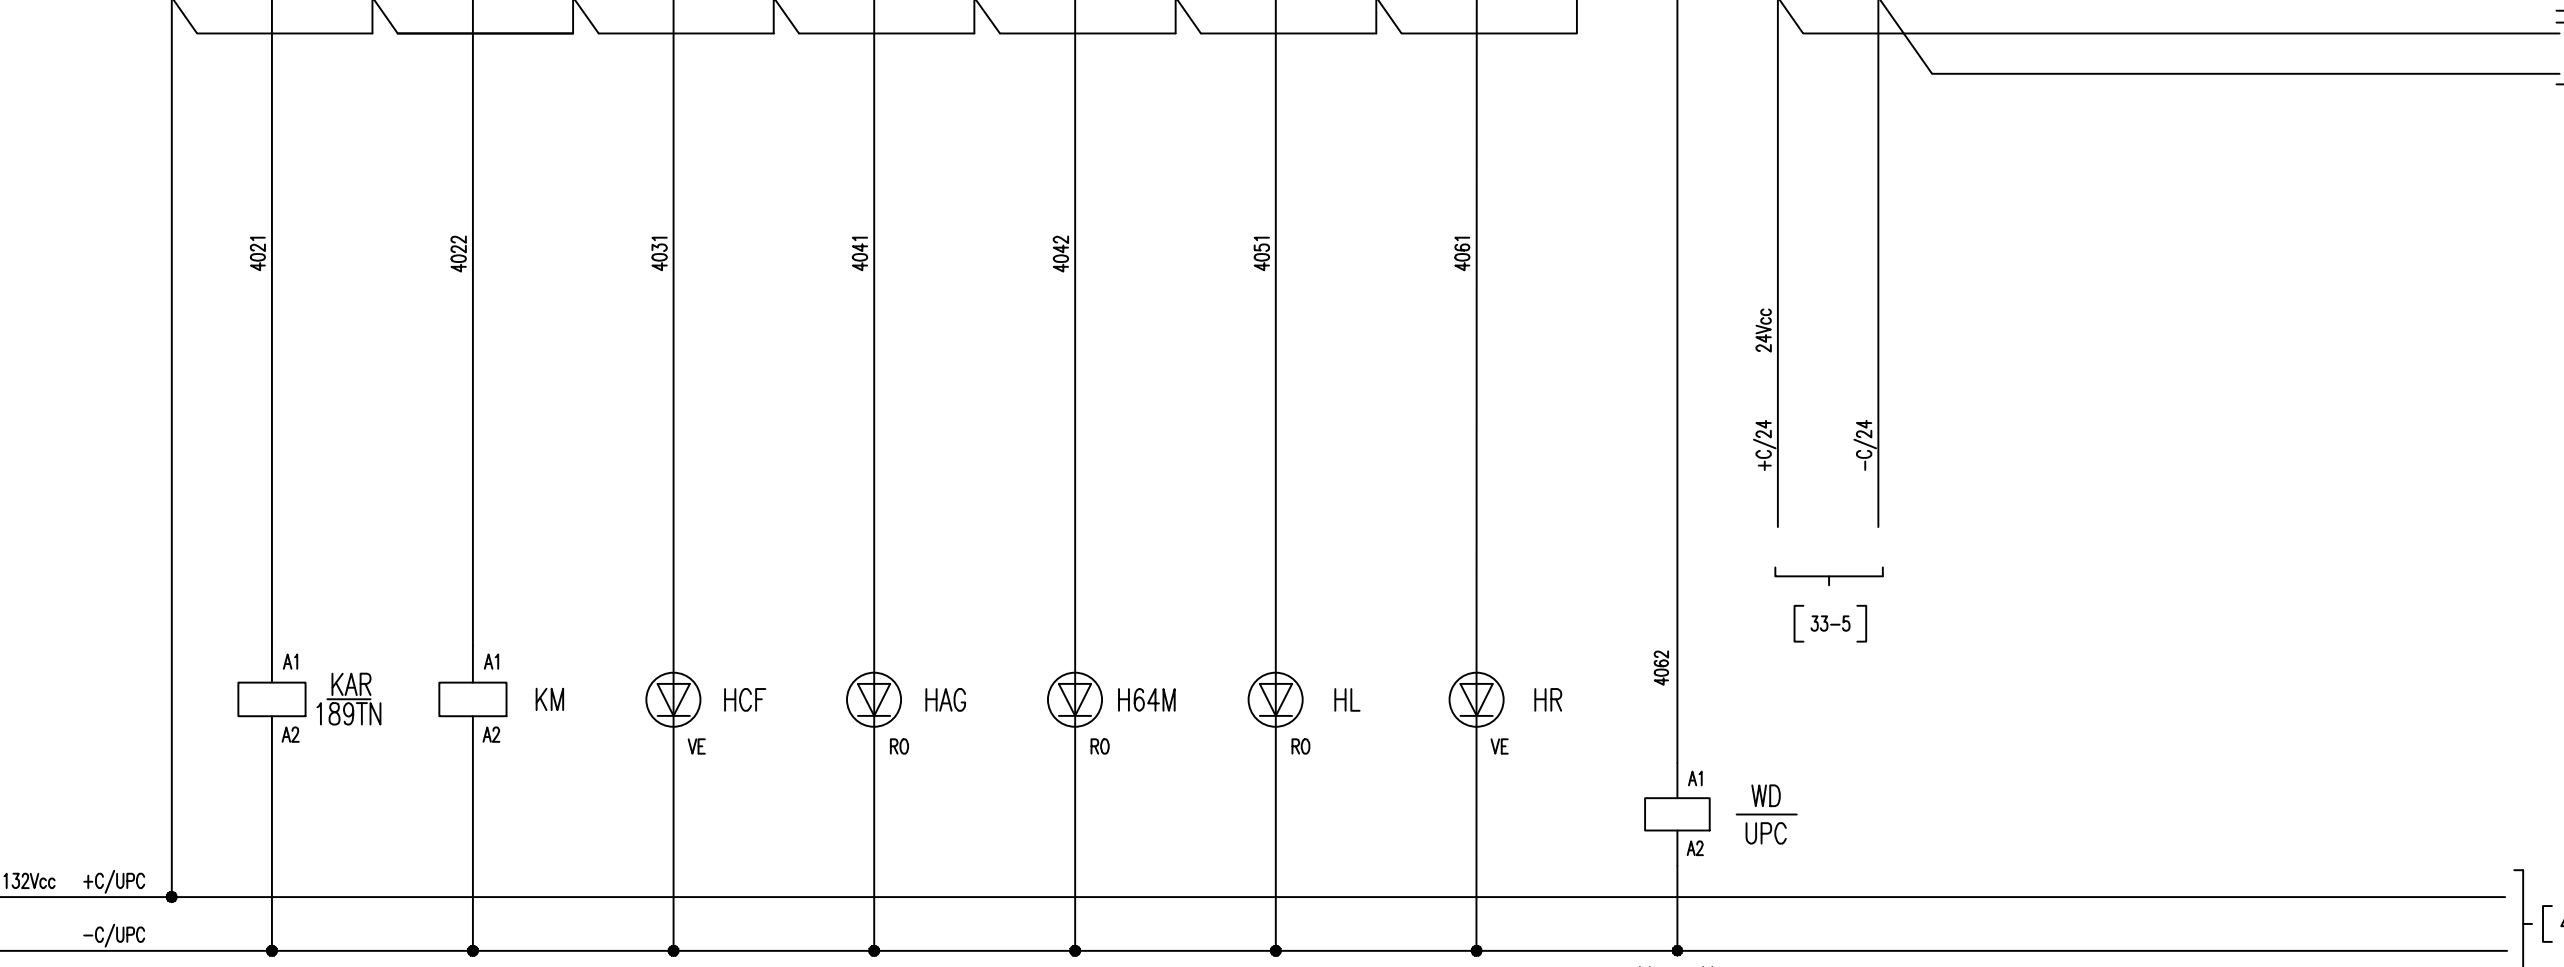 4021
4022
4031
4041
4042
4051
4061
24Vcc
+C/24
-C/24
[33-5]
4062
A1
KAR
189TN
A2
A1
KM
A2
HCF
VE
HAG
RO
H64M
RO
HL
RO
HR
VE
A1
WD
UPC
A2
132Vcc +C/UPC
-C/UPC